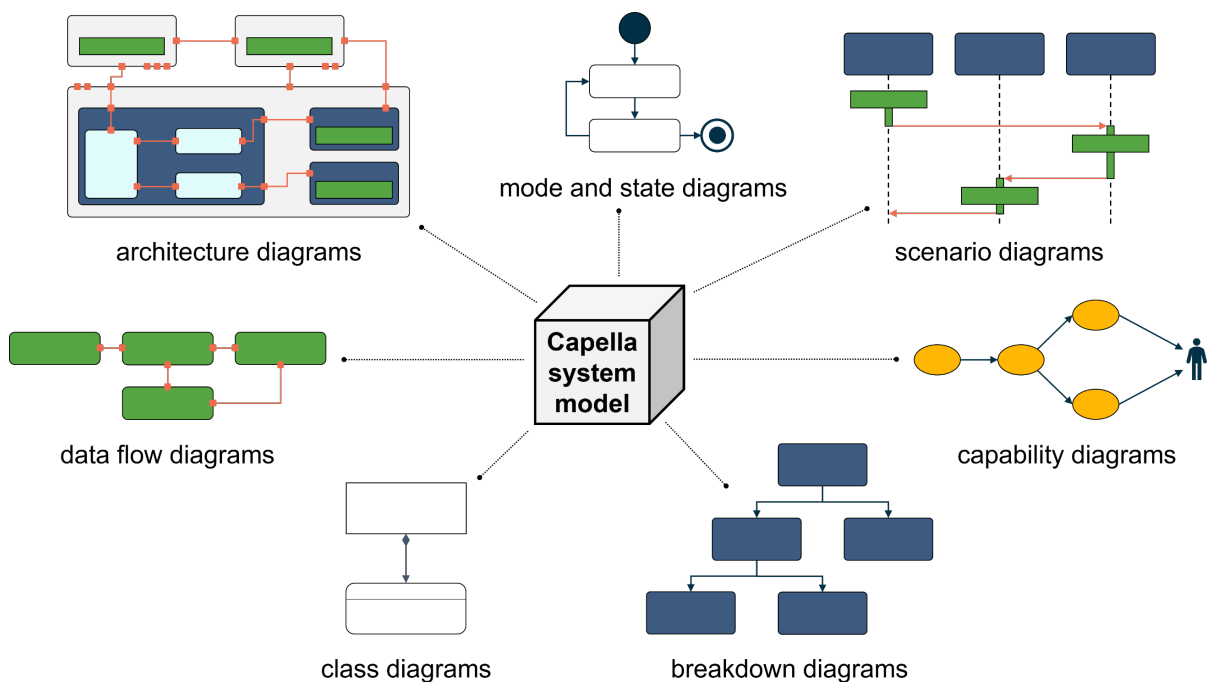 mode and state diagrams
architecture diagrams
scenario diagrams
Capella
system
model
data flow diagrams
capability diagrams
class diagrams
breakdown diagrams